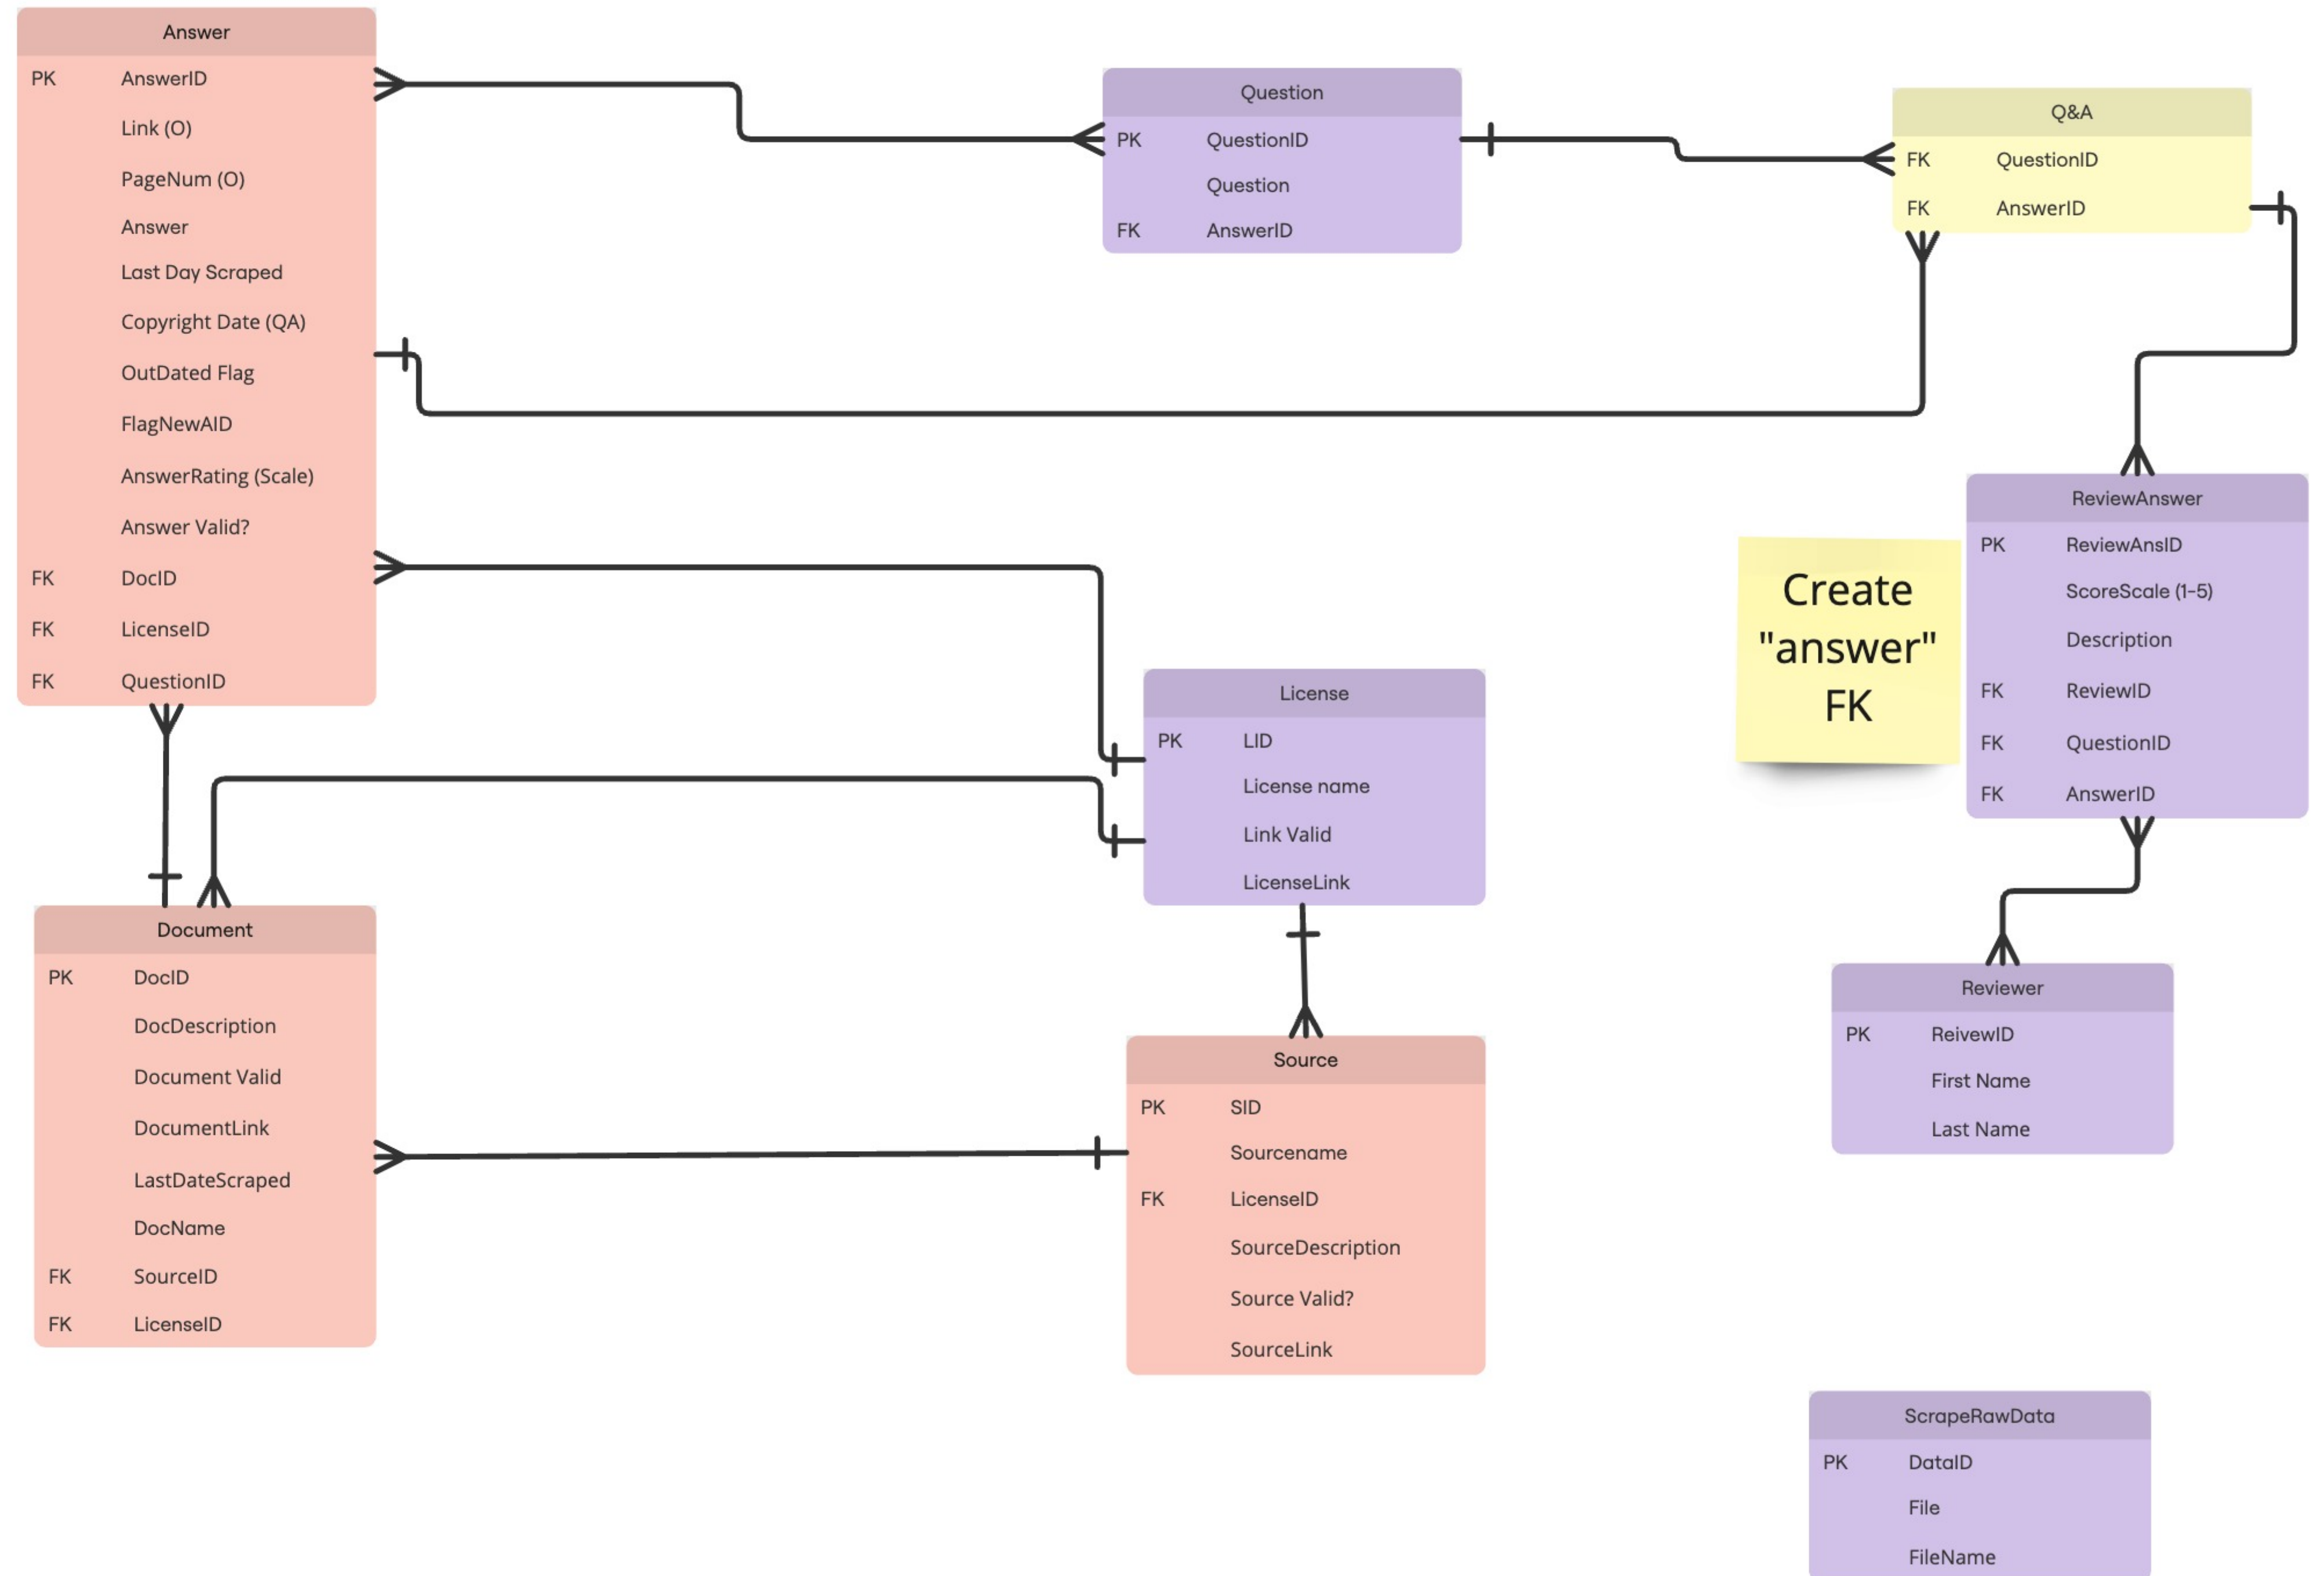 Answer
PK AnswerID
Link (O)
PageNum (O)
Answer
Last Day Scraped
Copyright Date (QA)
OutDated Flag
FlagNewAID
AnswerRating (Scale)
Answer Valid?
FK DocID
FK LicenseID
FK QuestionID
Question
PK QuestionID
Question
FK AnswerID
Q&A
FK QuestionID
FK AnswerID
Create
"answer"
FK
ReviewAnswer
PK ReviewAnsID
ScoreScale (1-5)
Description
FK ReviewID
FK QuestionID
FK AnswerID
License
PK LID
License name
Link Valid
LicenseLink
Document
PK DocID
DocDescription
Document Valid
DocumentLink
LastDateScraped
DocName
FK SourceID
FK LicenseID
Source
PK SID
Sourcename
FK LicenseID
SourceDescription
Source Valid?
SourceLink
Reviewer
PK ReivewID
First Name
Last Name
ScrapeRawData
PK DataID
File
FileName